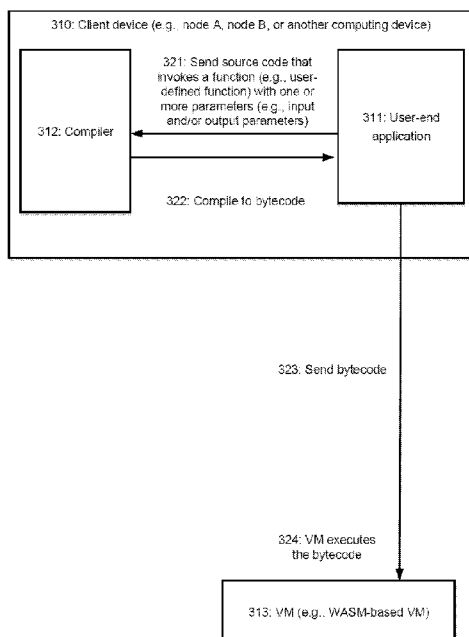 310: Client device (e.g., node A, node B, or another computing device)
321: Send source code that
invokes a function (e.g., user-
defined function) with one or
more parameters (e.g., input
and/or output parameters)
312: Compiler
311: User-end
application
322: Compile to bytecode
323: Send bytecode
324: VM executes
the bytecode
313: VM (e.g., WASM-based VM)